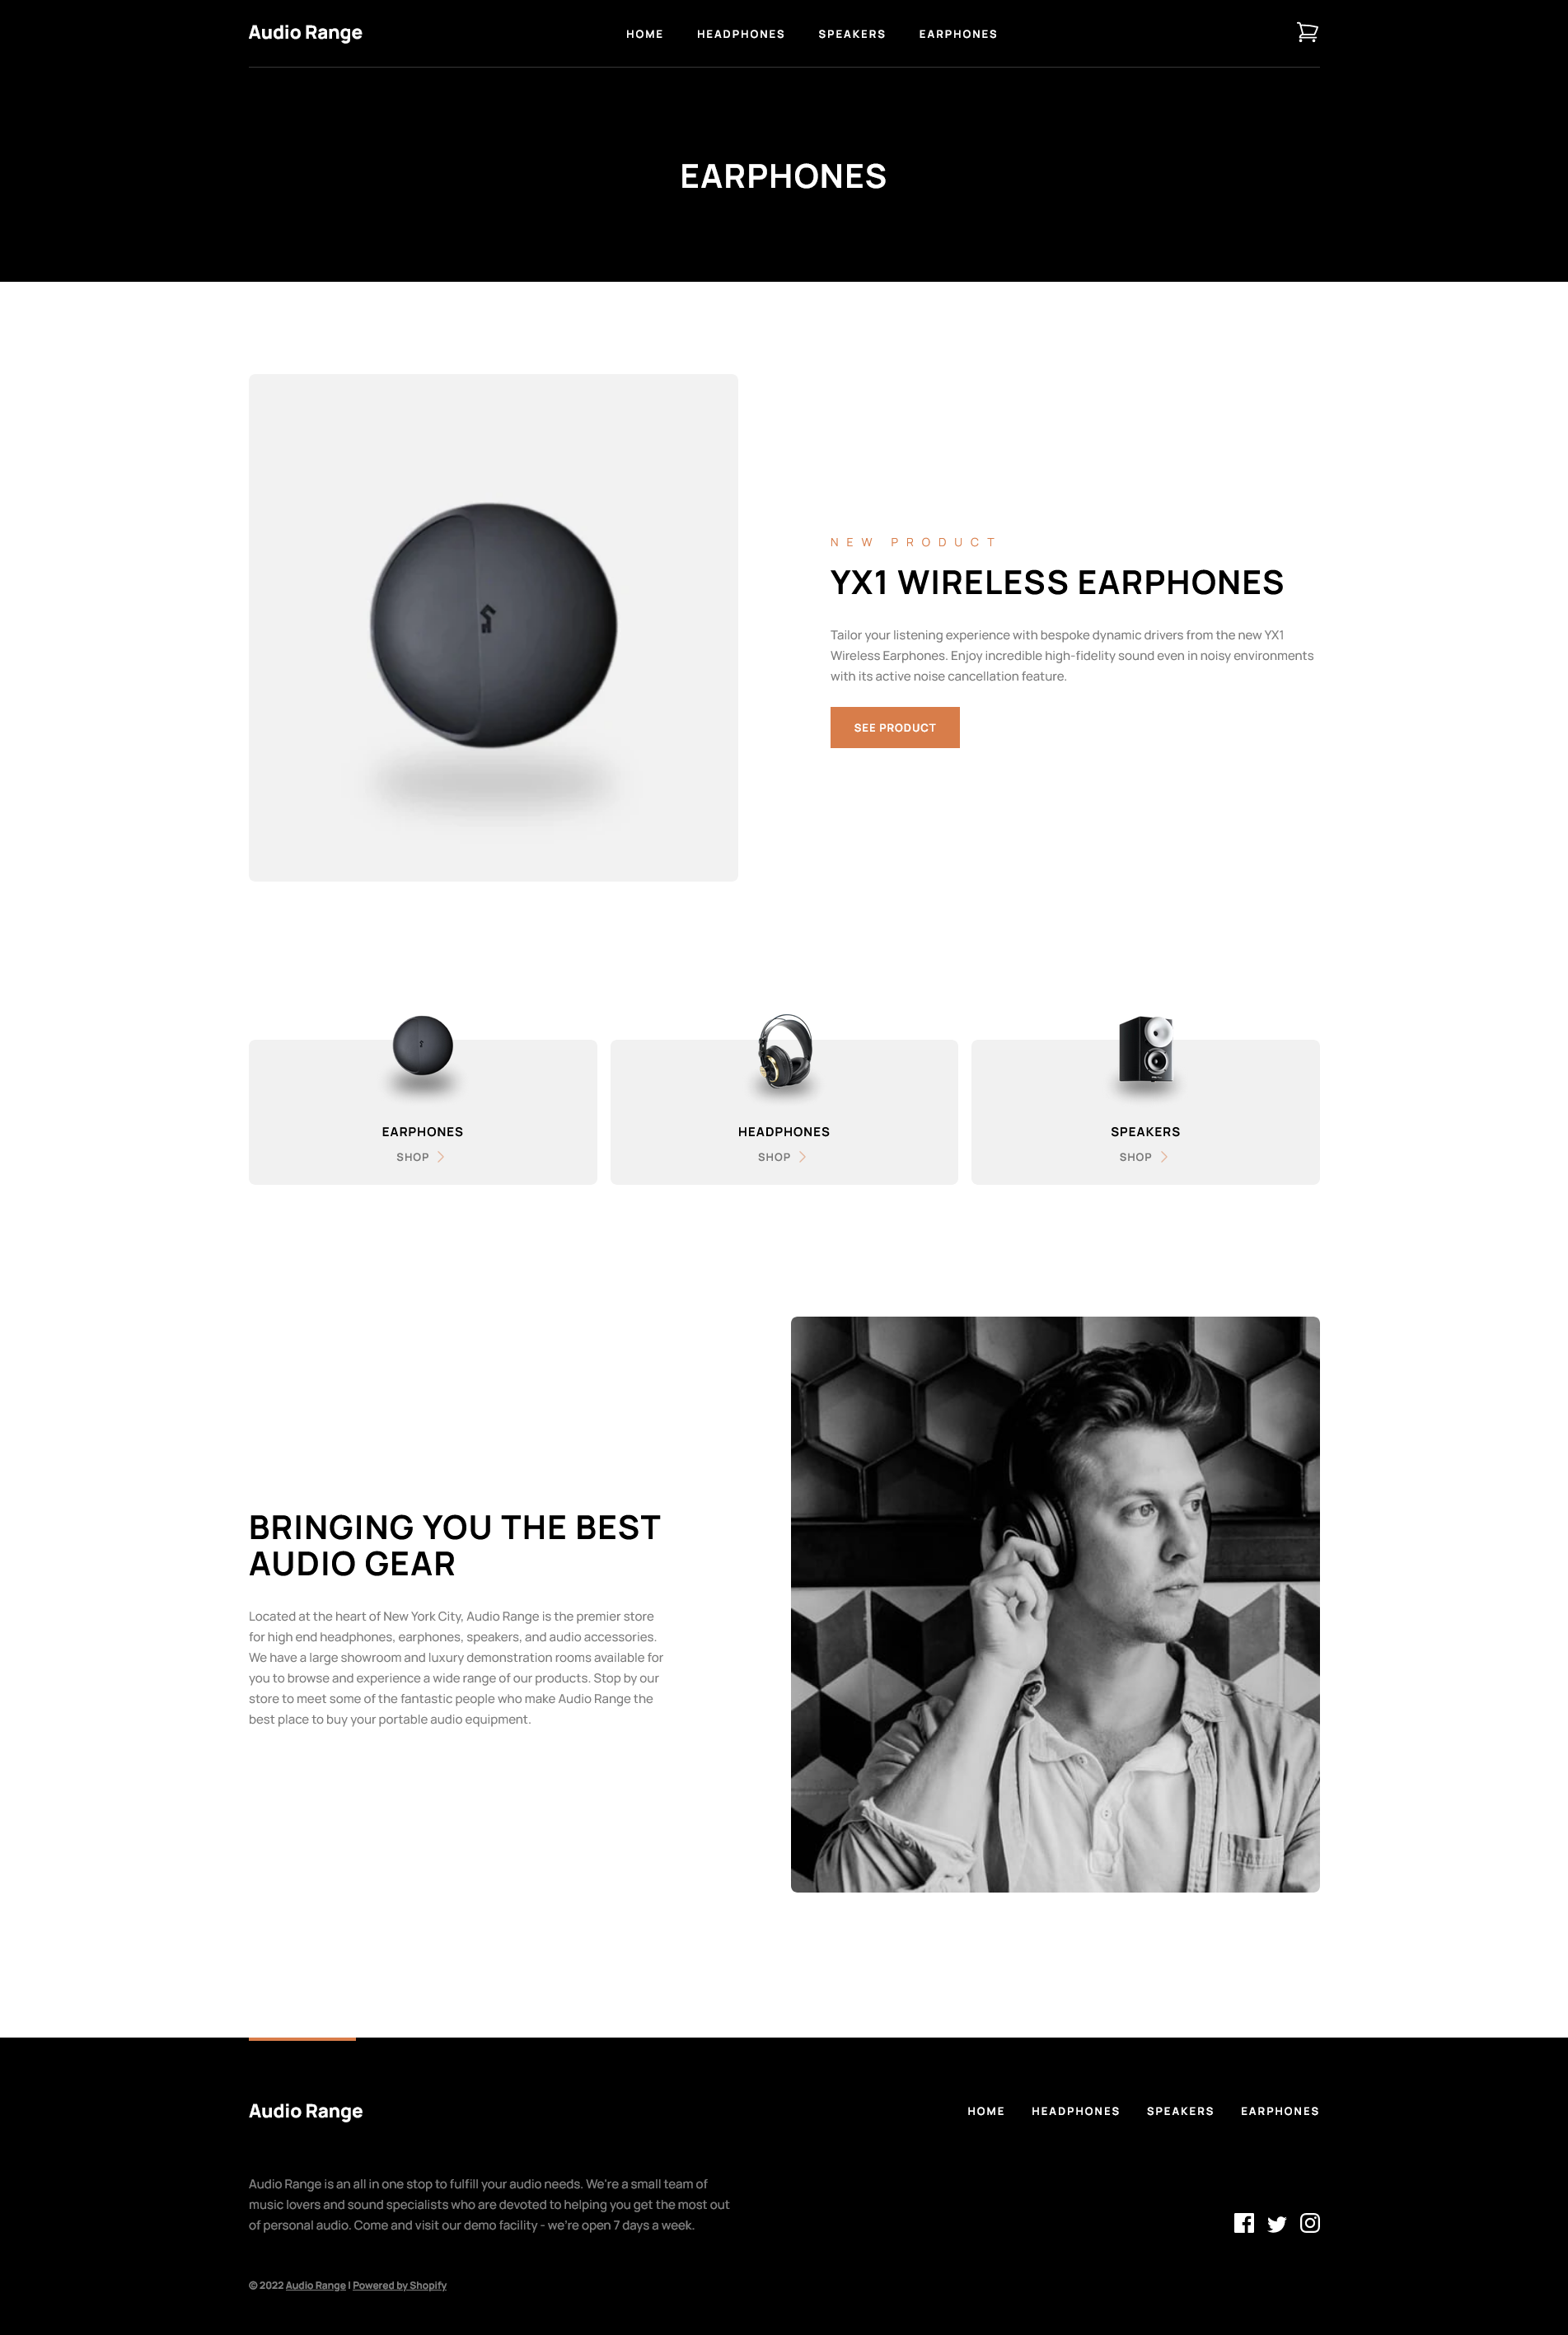 Audio Range
HOME HEADPHONES SPEAKERS EARPHONES
EARPHONES
NEW PRODUCT
YX1 WIRELESS EARPHONES
Tailor your listening experience with bespoke dynamic drivers from the new YX1
Wireless Earphones. Enjoy incredible high-fidelity sound even in noisy environments
with its active noise cancellation feature.
SEE PRODUCT
EARPHONES
SHOP
HEADPHONES
SHOP
SPEAKERS
SHOP
BRINGING YOU THE BEST
AUDIO GEAR
Located at the heart of New York City, Audio Range is the premier store
for high end headphones, earphones, speakers, and audio accessories.
We have a large showroom and luxury demonstration rooms available for
you to browse and experience a wide range of our products. Stop by our
store to meet some of the fantastic people who make Audio Range the
best place to buy your portable audio equipment.
Audio Range
HOME HEADPHONES SPEAKERS EARPHONES
Audio Range is an all in one stop to fulfill your audio needs. We're a small team of
music lovers and sound specialists who are devoted to helping you get the most out
of personal audio. Come and visit our demo facility - we're open 7 days a week.
© 2022 Audio Range | Powered by Shopify